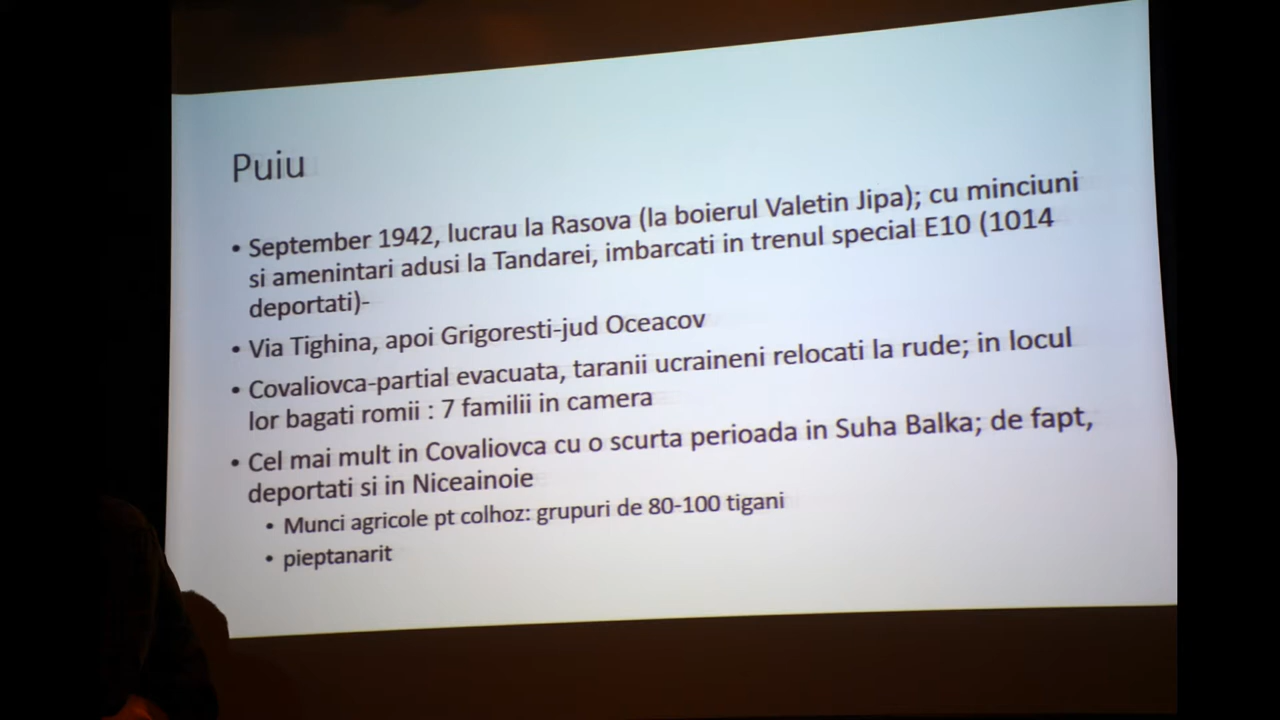 Puiu
• September 1942, lucrau la Rasova (la boierul Valetin Jipa); cu minciuni
si amenintari adusi la Tandarei, imbarcati in trenul special E10 (1014
deportati)-
• Via Tighina, apoi Grigoresti-jud Oceacov
• Covaliovca-partial evacuata, taranii ucraineni relocati la rude; in locul
lor bagati romii : 7 familii in camera
• Cel mai mult in Covaliovca cu o scurta perioada in Suha Balka; de fapt,
deportati si in Niceainoie
• Munci agricole pt colhoz: grupuri de 80-100 tigani
• pieptanarit